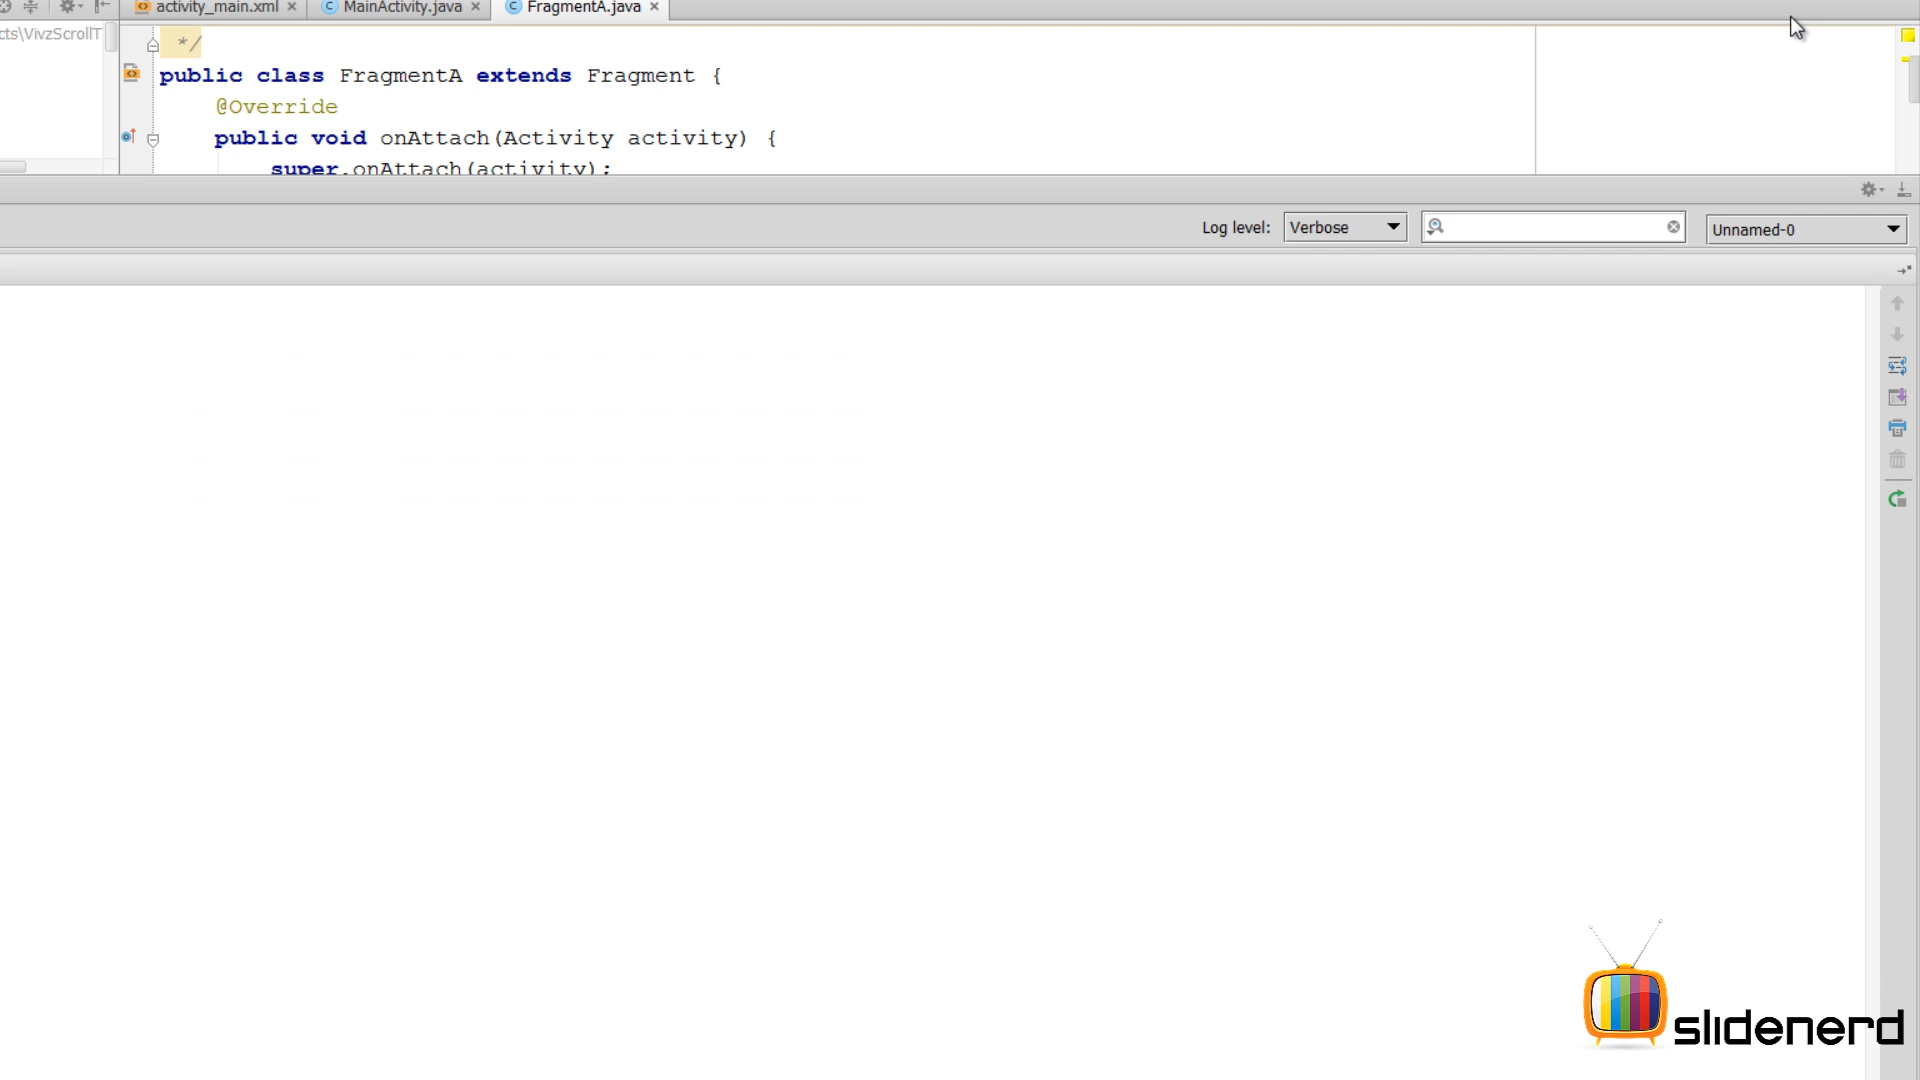 activity_main.xml MainActivity.java FragmentA.java
cts\VivzScrollT
*/
public class FragmentA extends Fragment {
@Override
public void onAttach(Activity activity) {
super.onAttach(activity);
Log level: Verbose Unnamed-0
slidenerd